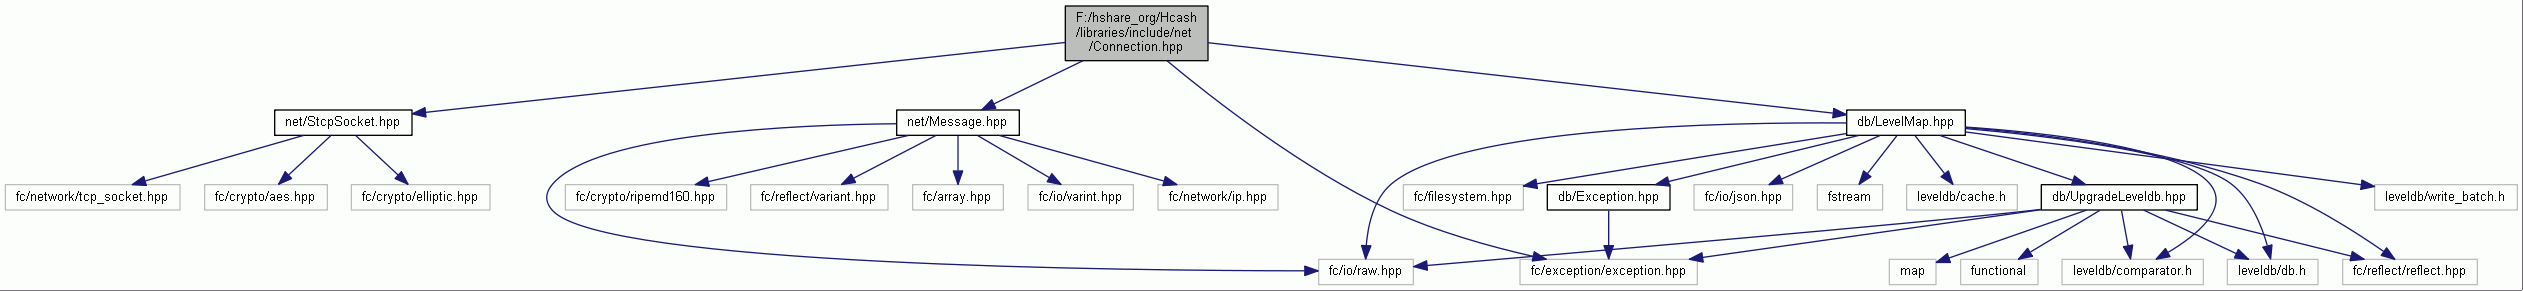 F:/hshare_org/Hcash
/libraries/include/net
/Connection.hpp
net/StcpSocket.hpp
net/Message.hpp
db/LevelMap.hpp
fc/network/tcp_socket.hpp
fc/crypto/aes.hpp
fc/crypto/elliptic.hpp
fc/crypto/ripemd160.hpp
fc/reflect/variant.hpp
fc/array.hpp
fc/io/varint.hpp
fc/network/ip.hpp
fc/filesystem.hpp
db/Exception.hpp
fc/io/json.hpp
fstream
leveldb/cache.h
db/UpgradeLeveldb.hpp
leveldb/write_batch.h
fc/io/raw.hpp
fc/exception/exception.hpp
map
functional
leveldb/comparator.h
leveldb/db.h
fc/reflect/reflect.hpp